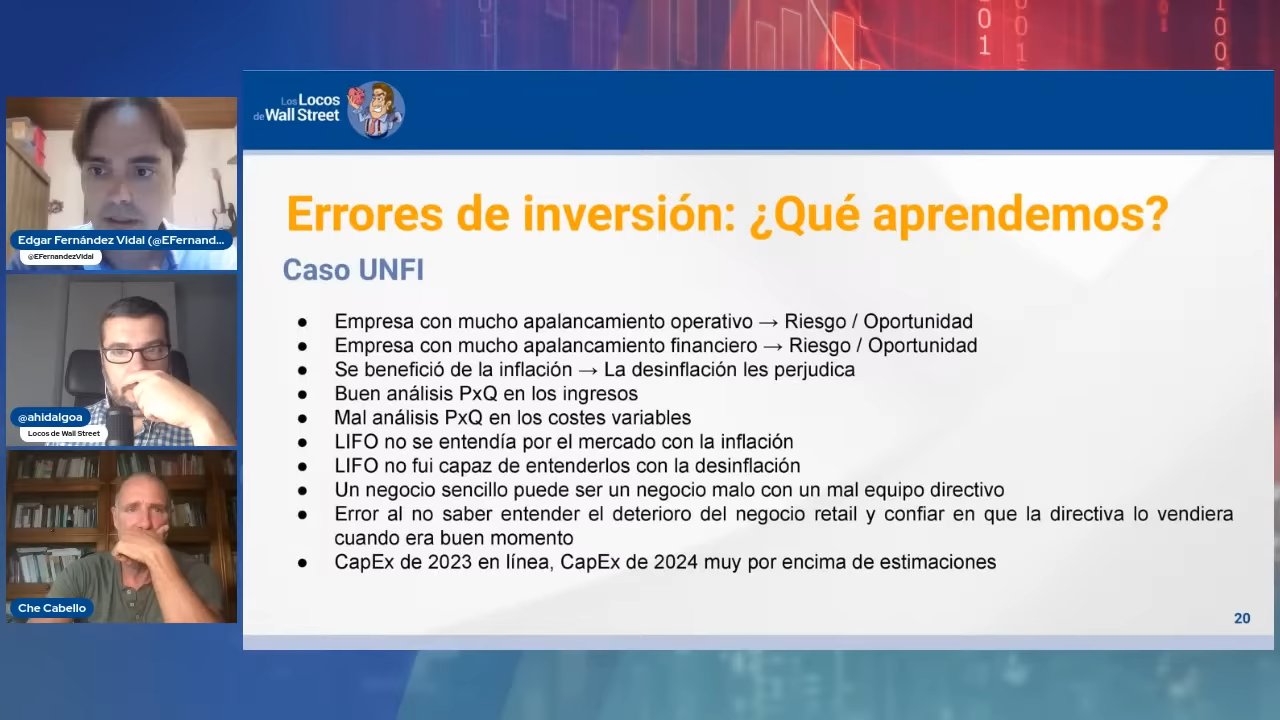 Los Locos
de Wall Street
Errores de inversión: ¿Qué aprendemos?
Caso UNFI
● Empresa con mucho apalancamiento operativo → Riesgo / Oportunidad
● Empresa con mucho apalancamiento financiero → Riesgo / Oportunidad
● Se benefició de la inflación → La desinflación les perjudica
● Buen análisis PxQ en los ingresos
● Mal análisis PxQ en los costes variables
● LIFO no se entendía por el mercado con la inflación
● LIFO no fui capaz de entenderlos con la desinflación
● Un negocio sencillo puede ser un negocio malo con un mal equipo directivo
● Error al no saber entender el deterioro del negocio retail y confiar en que la directiva lo vendiera
cuando era buen momento
● CapEx de 2023 en línea, CapEx de 2024 muy por encima de estimaciones
20
Edgar Fernández Vidal (@EFernand...
@EFernandezVidal
@ahidalgoa
Locos de Wall Street
Che Cabello